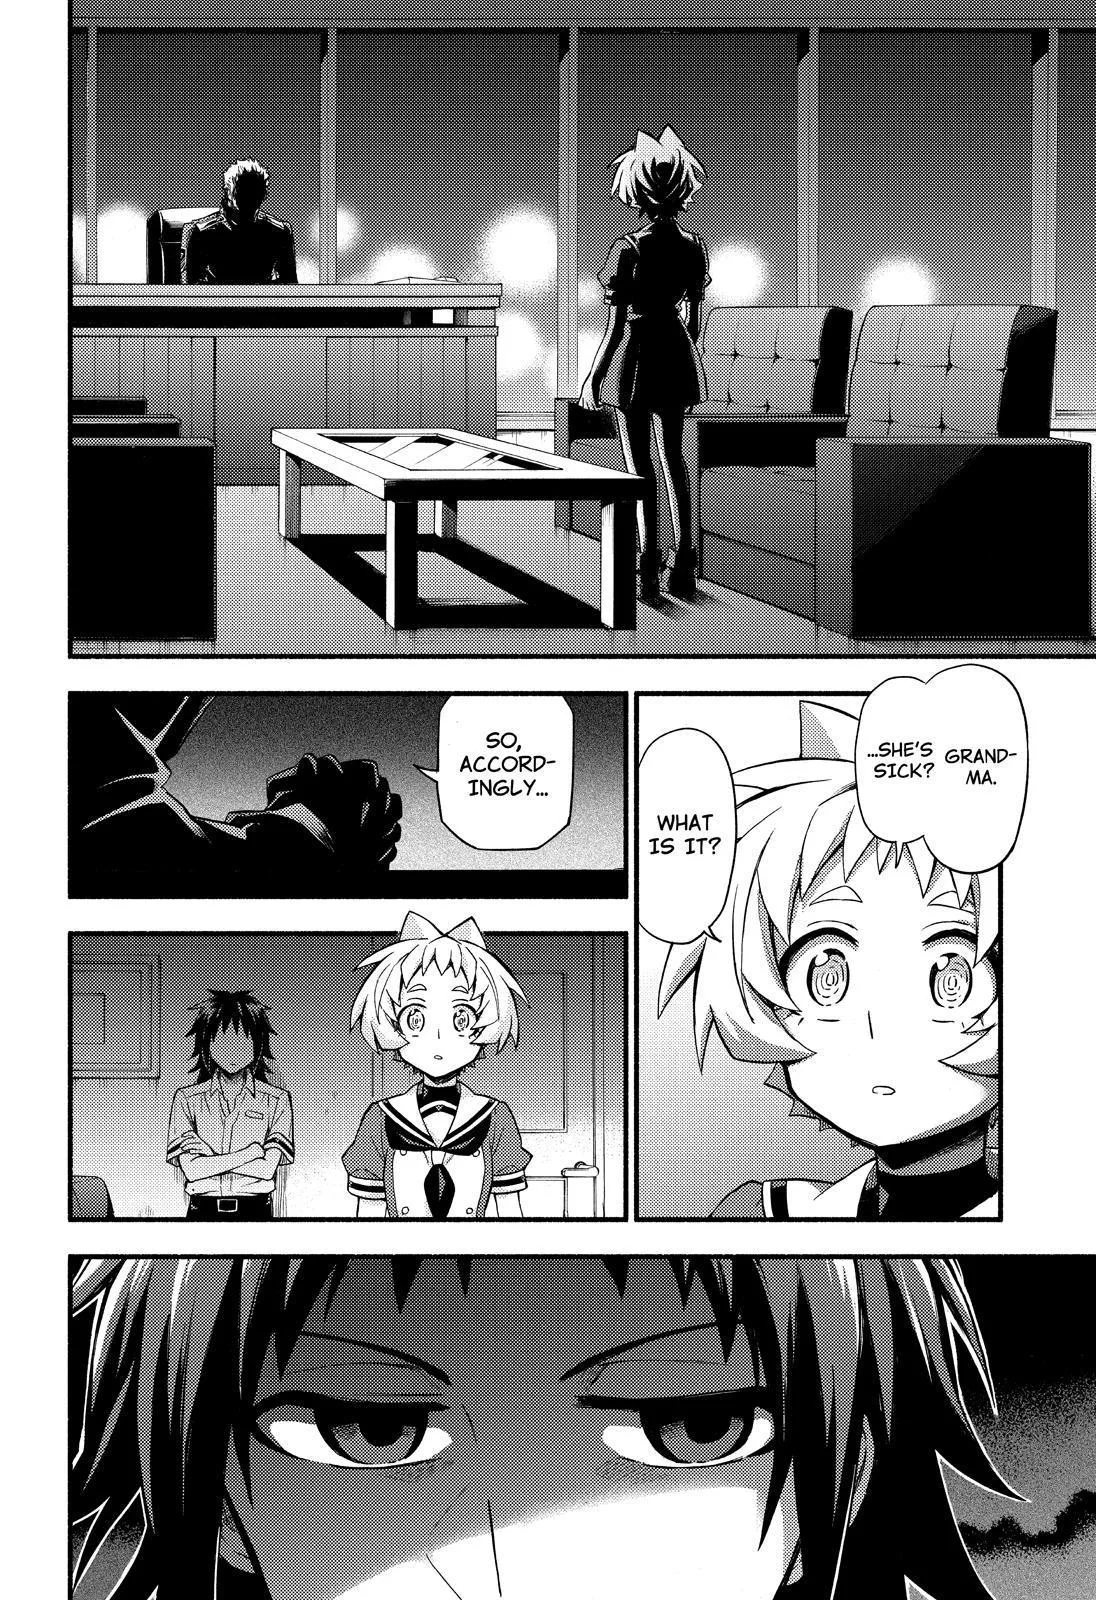 GRAND-
MA.
...SHE'S
SICK?
WHAT
IS IT?
SO,
ACCORD-
INGLY...